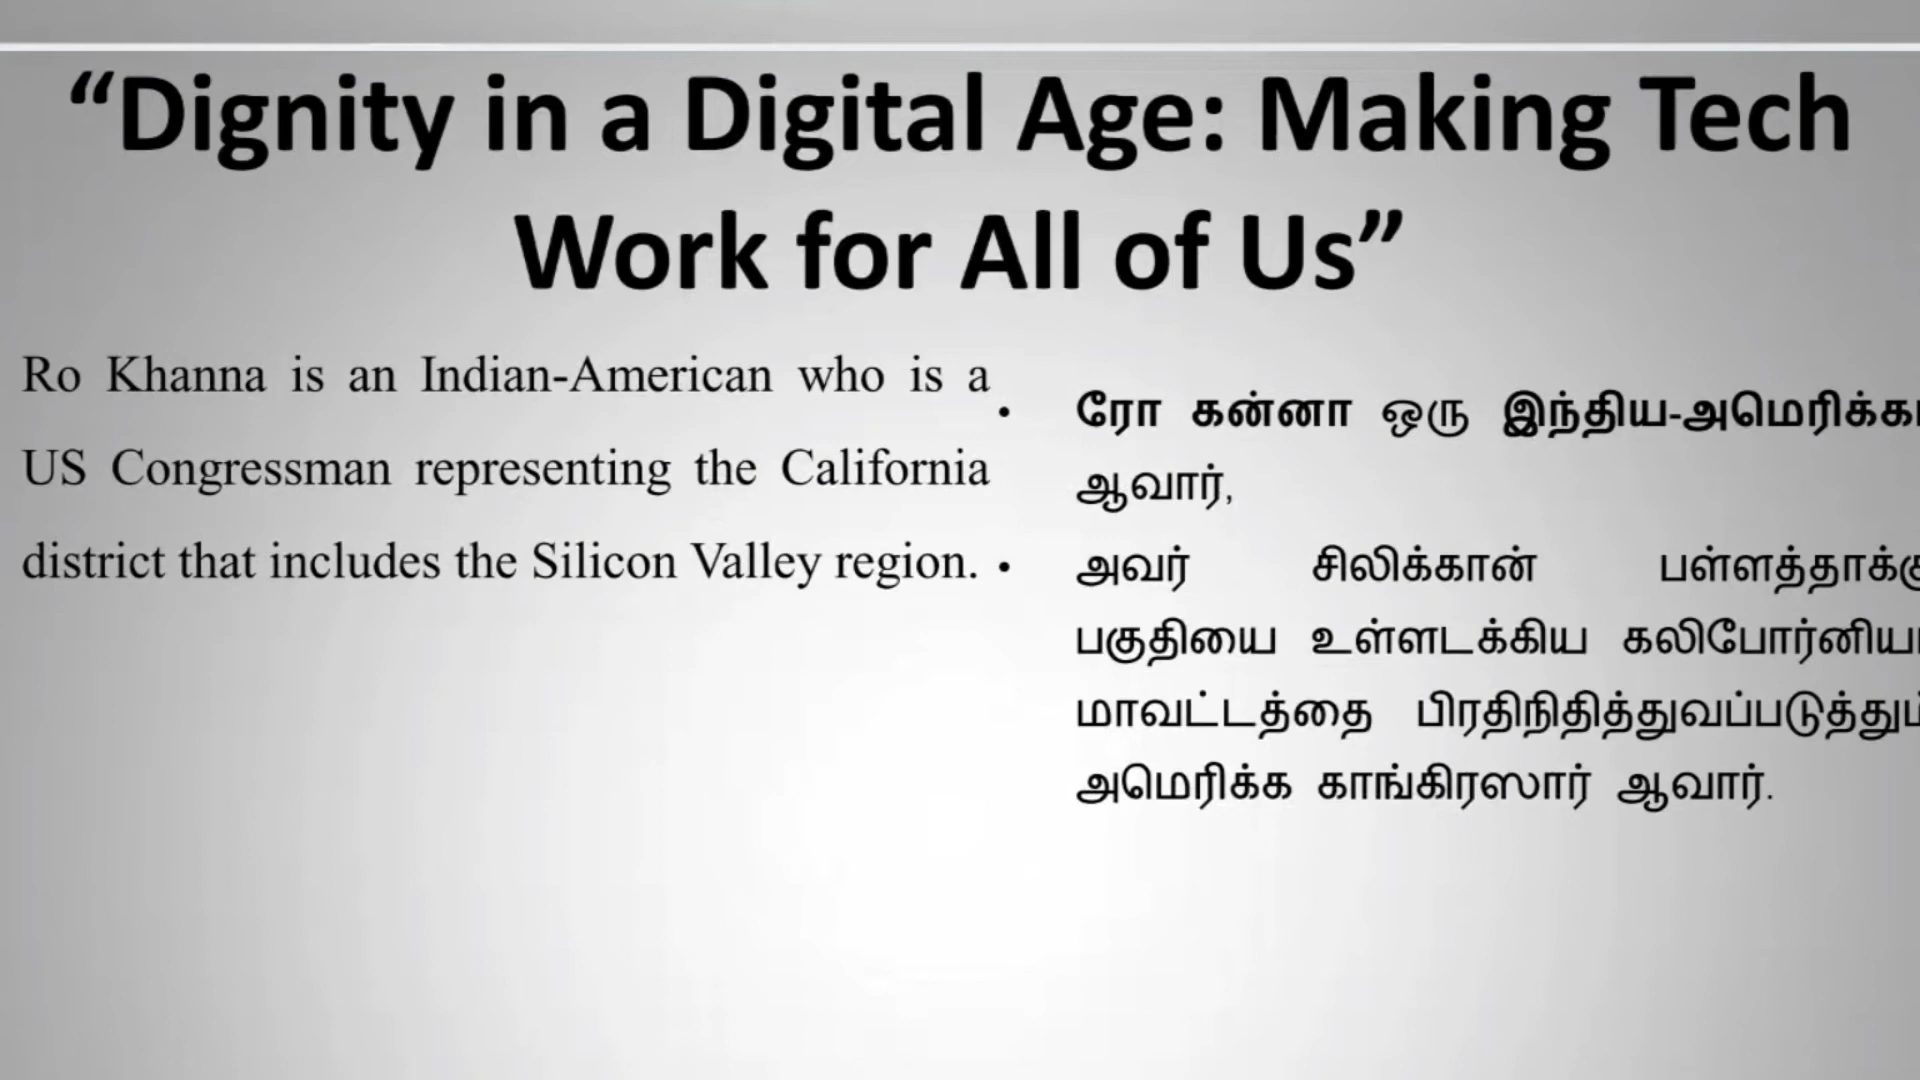 “Dignity in a Digital Age: Making Tech
Work for All of Us”
Ro Khanna is an Indian-American who is a
US Congressman representing the California
district that includes the Silicon Valley region.
• ரோ கன்னா ஒரு இந்திய-அமெரிக்கர்
ஆவார்,
• அவர் சிலிக்கான் பள்ளத்தாக்கு
பகுதியை உள்ளடக்கிய கலிபோர்னியா
மாவட்டத்தை பிரதிநிதித்துவப்படுத்தும்
அமெரிக்க காங்கிரஸார் ஆவார்.